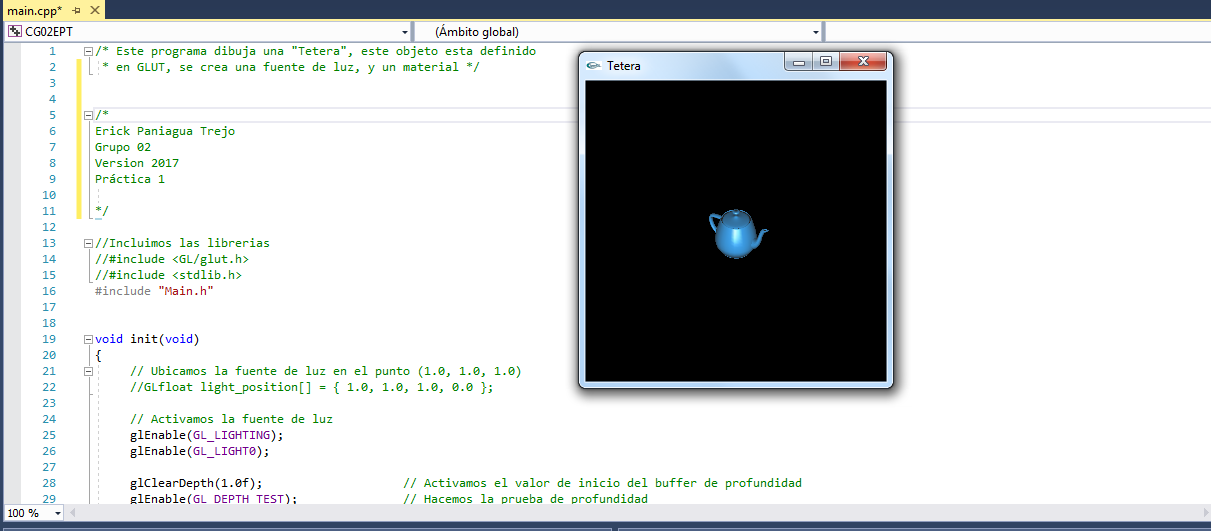 main.cpp*
CG02EPT
(Ámbito global)
1 /* Este programa dibuja una "Tetera", este objeto esta definido
2 * en GLUT, se crea una fuente de luz, y un material */
3
4
5 /*
6 Erick Paniagua Trejo
7 Grupo 02
8 Version 2017
9 Práctica 1
10
11 */
12
13 //Incluimos las librerias
14 //#include <GL/glut.h>
15 //#include <stdlib.h>
16 #include "Main.h"
17
18
19 void init(void)
20 {
21 // Ubicamos la fuente de luz en el punto (1.0, 1.0, 1.0)
22 //GLfloat light_position[] = { 1.0, 1.0, 1.0, 0.0 };
23
24 // Activamos la fuente de luz
25 glEnable(GL_LIGHTING);
26 glEnable(GL_LIGHT0);
27
28 glClearDepth(1.0f); // Activamos el valor de inicio del buffer de profundidad
29 glEnable(GL_DEPTH_TEST); // Hacemos la prueba de profundidad
100 %
Tetera